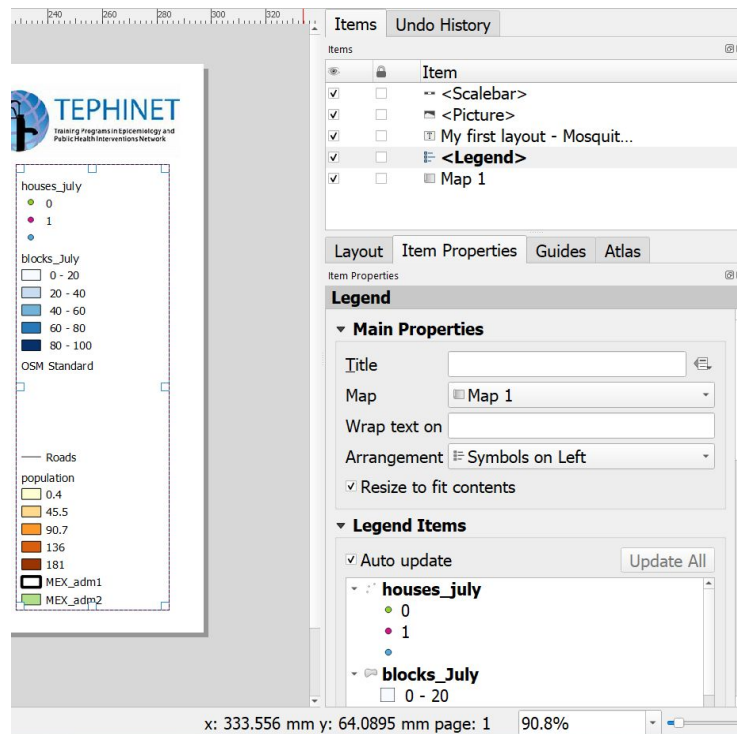 240 260 280 300 320
TEPHINET
Training Programs in Epidemiology and
Public Health Interventions Network
houses_july
0
1
blocks_July
0 - 20
20 - 40
40 - 60
60 - 80
80 - 100
OSM Standard
Roads
population
0.4
45.5
90.7
136
181
MEX_adm1
MEX_adm2
Items Undo History
Items
Item
<Scalebar>
<Picture>
My first layout - Mosquit...
<Legend>
Map 1
Layout Item Properties Guides Atlas
Item Properties
Legend
Main Properties
Title
Map Map 1
Wrap text on
Arrangement Symbols on Left
Resize to fit contents
Legend Items
Auto update Update All
houses_july
0
1
blocks_July
0 - 20
x: 333.556 mm y: 64.0895 mm page: 1 90.8%